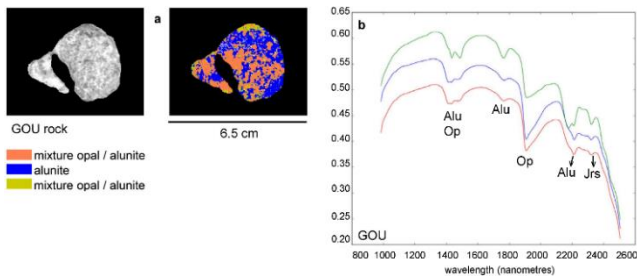 a
GOU rock
6.5 cm
mixture opal / alunite
alunite
mixture opal / alunite
b
0.65
0.60
0.55
0.50
0.45
0.40
0.35
0.30
0.25
0.20
Alu
Op
Alu
Op
Alu
Jrs
GOU
800 1000 1200 1400 1600 1800 2000 2200 2400 2600
wavelength (nanometres)